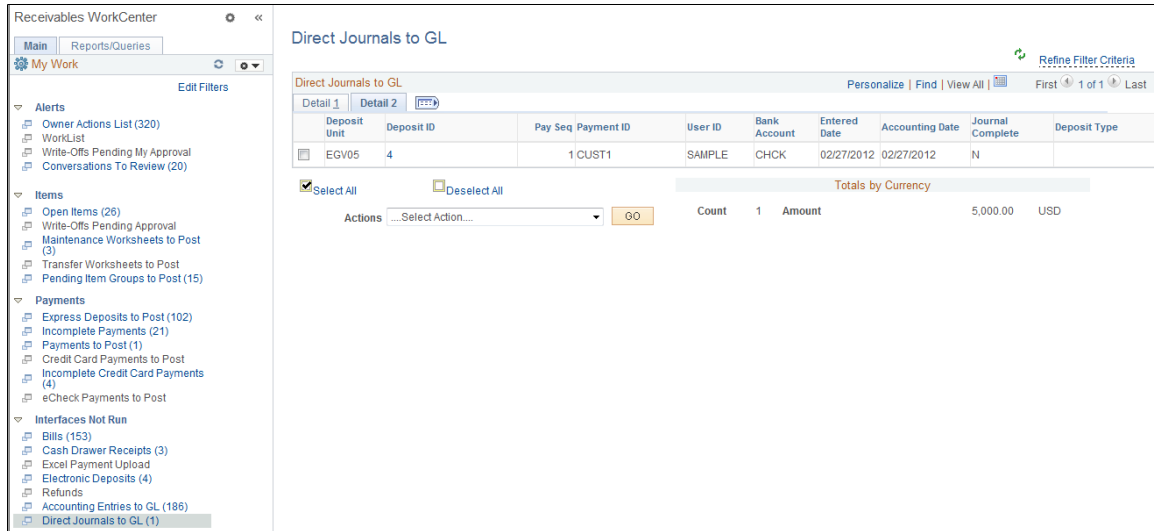 Receivables WorkCenter
Main Reports/Queries
My Work
Edit Filters
Alerts
Owner Actions List (320)
WorkList
Write-Offs Pending My Approval
Conversations To Review (20)
Items
Open Items (26)
Write-Offs Pending Approval
Maintenance Worksheets to Post
(3)
Transfer Worksheets to Post
Pending Item Groups to Post (15)
Payments
Express Deposits to Post (102)
Incomplete Payments (21)
Payments to Post (1)
Credit Card Payments to Post
Incomplete Credit Card Payments
(4)
eCheck Payments to Post
Interfaces Not Run
Bills (153)
Cash Drawer Receipts (3)
Excel Payment Upload
Electronic Deposits (4)
Refunds
Accounting Entries to GL (186)
Direct Journals to GL (1)
Direct Journals to GL
Refine Filter Criteria
Direct Journals to GL Personalize | Find | View All | First 1 of 1 Last
Detail 1 Detail 2
Deposit Unit Deposit ID Pay Seq Payment ID User ID Bank Account Entered Date Accounting Date Journal Complete Deposit Type
EGV05 4 1 CUST1 SAMPLE CHCK 02/27/2012 02/27/2012 N
Select All Deselect All Totals by Currency
Actions ....Select Action.... GO Count 1 Amount 5,000.00 USD